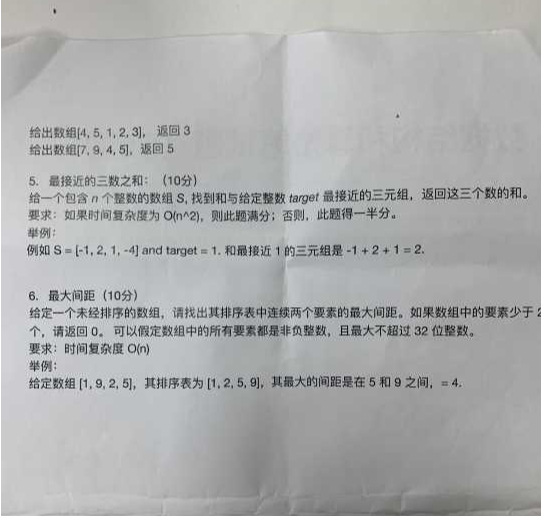 给出数组[4, 5, 1, 2, 3], 返回 3
给出数组[7, 9, 4, 5], 返回 5
5. 最接近的三数之和: (10分)
给一个包含 n 个整数的数组 S, 找到和与给定整数 target 最接近的三元组，返回这三个数的和。
要求：如果时间复杂度为 O(n^2)，则此题满分；否则，此题得一半分。
举例：
例如 S = [-1, 2, 1, -4] and target = 1. 和最接近 1 的三元组是 -1 + 2 + 1 = 2.
6. 最大间距 (10分)
给定一个未经排序的数组，请找出其排序表中连续两个要素的最大间距。如果数组中的要素少于 2
个，请返回 0。 可以假定数组中的所有要素都是非负整数，且最大不超过 32 位整数。
要求：时间复杂度 O(n)
举例：
给定数组 [1, 9, 2, 5]，其排序表为 [1, 2, 5, 9]，其最大的间距是在 5 和 9 之间，= 4.